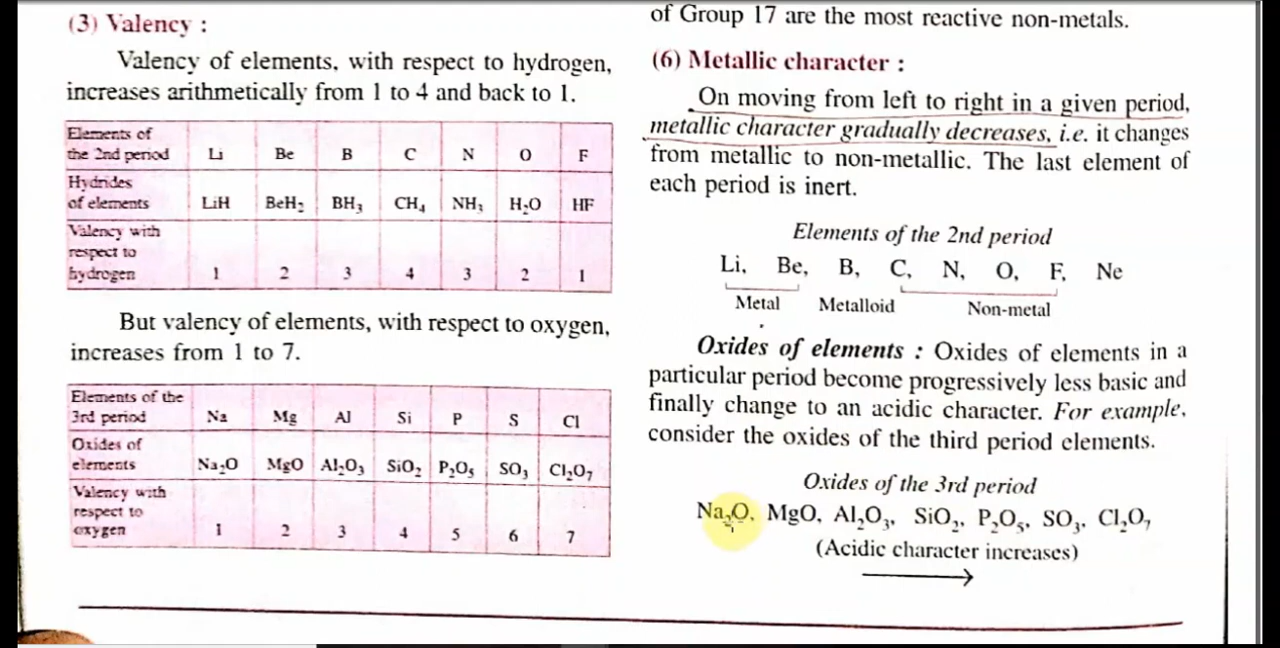 (3) Valency :
Valency of elements, with respect to hydrogen,
increases arithmetically from 1 to 4 and back to 1.
Elements of
the 2nd period Li Be B C N O F
Hydrides
of elements LiH BeH₂ BH₃ CH₄ NH₃ H₂O HF
Valency with
respect to
hydrogen 1 2 3 4 3 2 1
But valency of elements, with respect to oxygen,
increases from 1 to 7.
Elements of the
3rd period Na Mg Al Si P S Cl
Oxides of
elements Na₂O MgO Al₂O₃ SiO₂ P₂O₅ SO₃ Cl₂O₇
Valency with
respect to
oxygen 1 2 3 4 5 6 7
of Group 17 are the most reactive non-metals.
(6) Metallic character :
On moving from left to right in a given period,
metallic character gradually decreases, i.e. it changes
from metallic to non-metallic. The last element of
each period is inert.
Elements of the 2nd period
Li, Be, B, C, N, O, F, Ne
Metal Metalloid Non-metal
Oxides of elements : Oxides of elements in a
particular period become progressively less basic and
finally change to an acidic character. For example,
consider the oxides of the third period elements.
Oxides of the 3rd period
Na₂O, MgO, Al₂O₃, SiO₂, P₂O₅, SO₃, Cl₂O₇
(Acidic character increases)